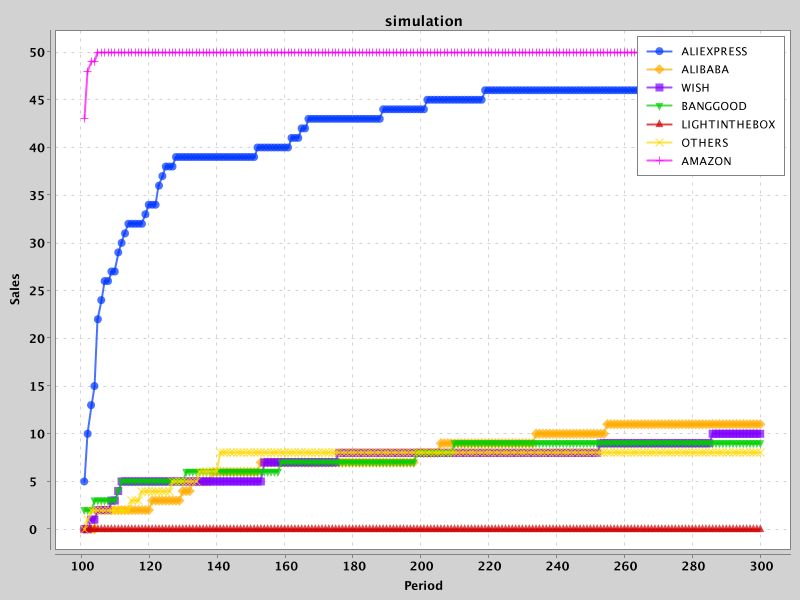 simulation
ALIEXPRESS
ALIBABA
WISH
BANGGOOD
LIGHTINTHEBOX
OTHERS
AMAZON
Sales
50
45
40
35
30
25
20
15
10
5
0
100 120 140 160 180 200 220 240 260 280 300
Period